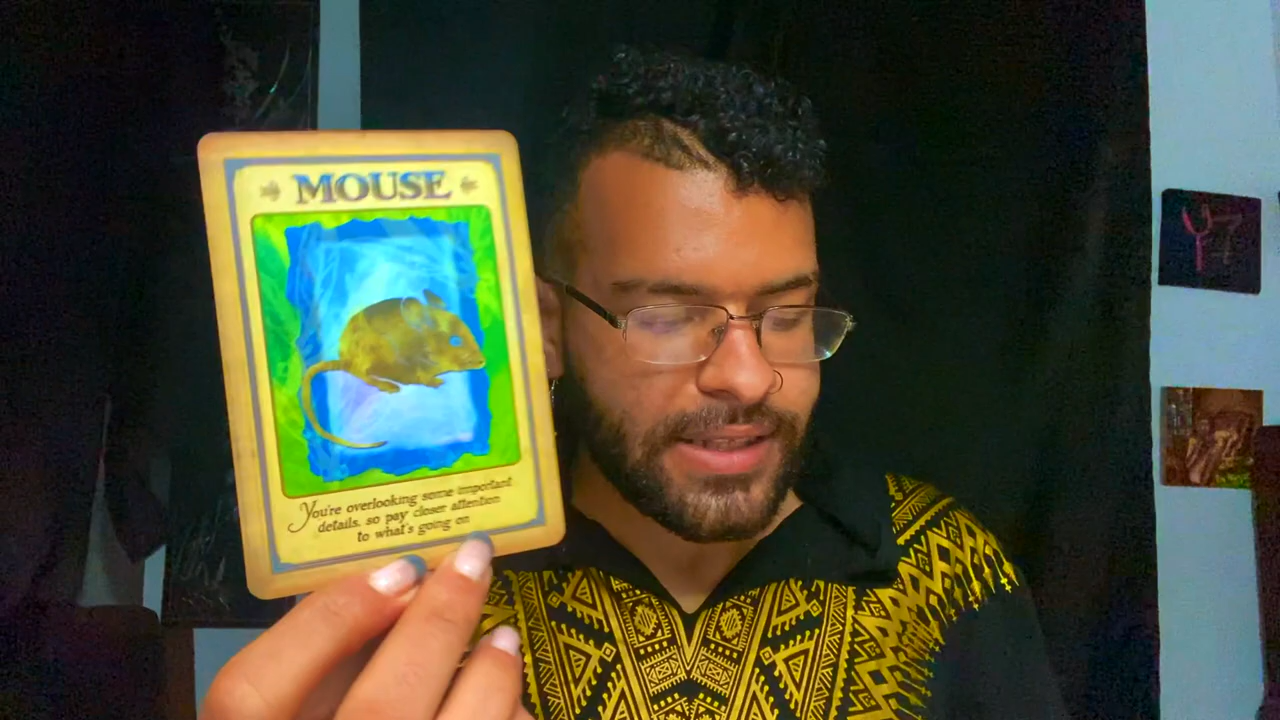 MOUSE
You're overlooking some important
details, so pay closer attention
to what's going on